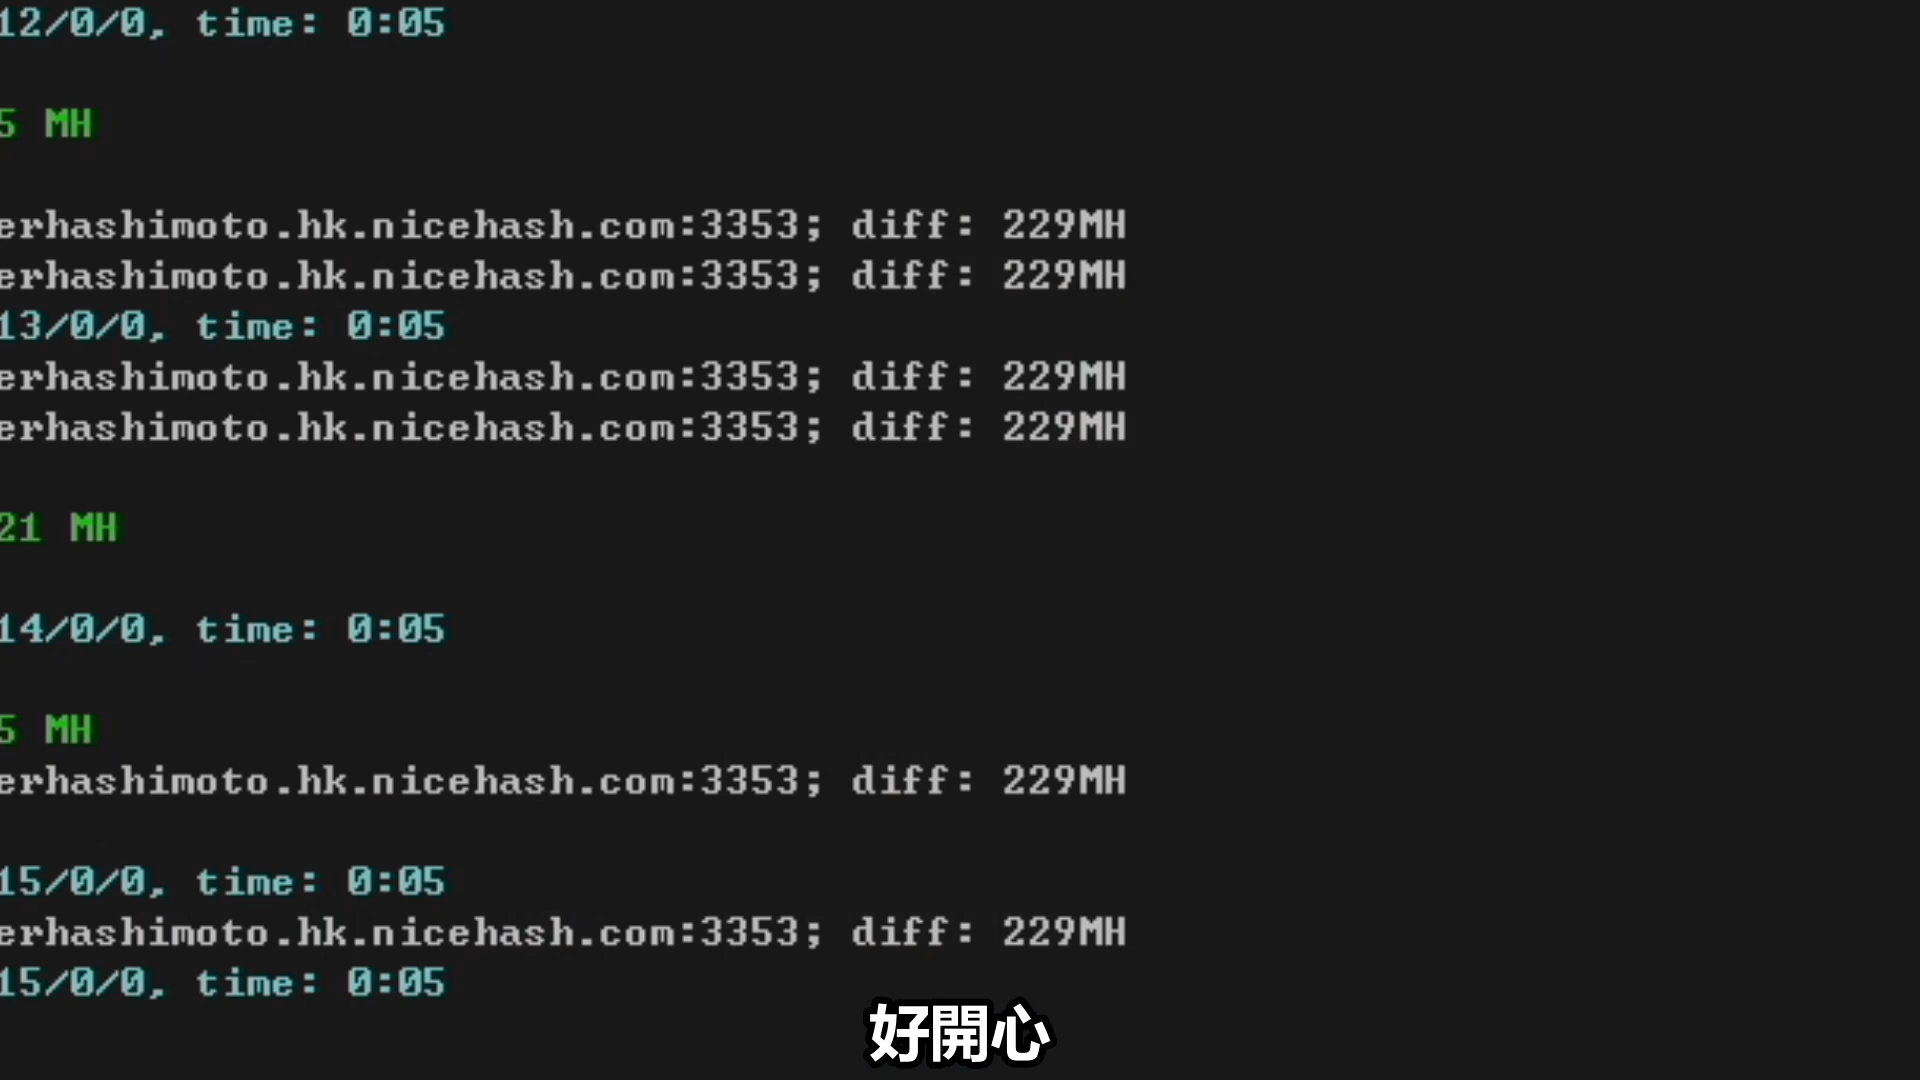 12/0/0, time: 0:05
5 MH
erhashimoto.hk.nicehash.com:3353; diff: 229MH
erhashimoto.hk.nicehash.com:3353; diff: 229MH
13/0/0, time: 0:05
erhashimoto.hk.nicehash.com:3353; diff: 229MH
erhashimoto.hk.nicehash.com:3353; diff: 229MH
21 MH
14/0/0, time: 0:05
5 MH
erhashimoto.hk.nicehash.com:3353; diff: 229MH
15/0/0, time: 0:05
erhashimoto.hk.nicehash.com:3353; diff: 229MH
15/0/0, time: 0:05
好開心